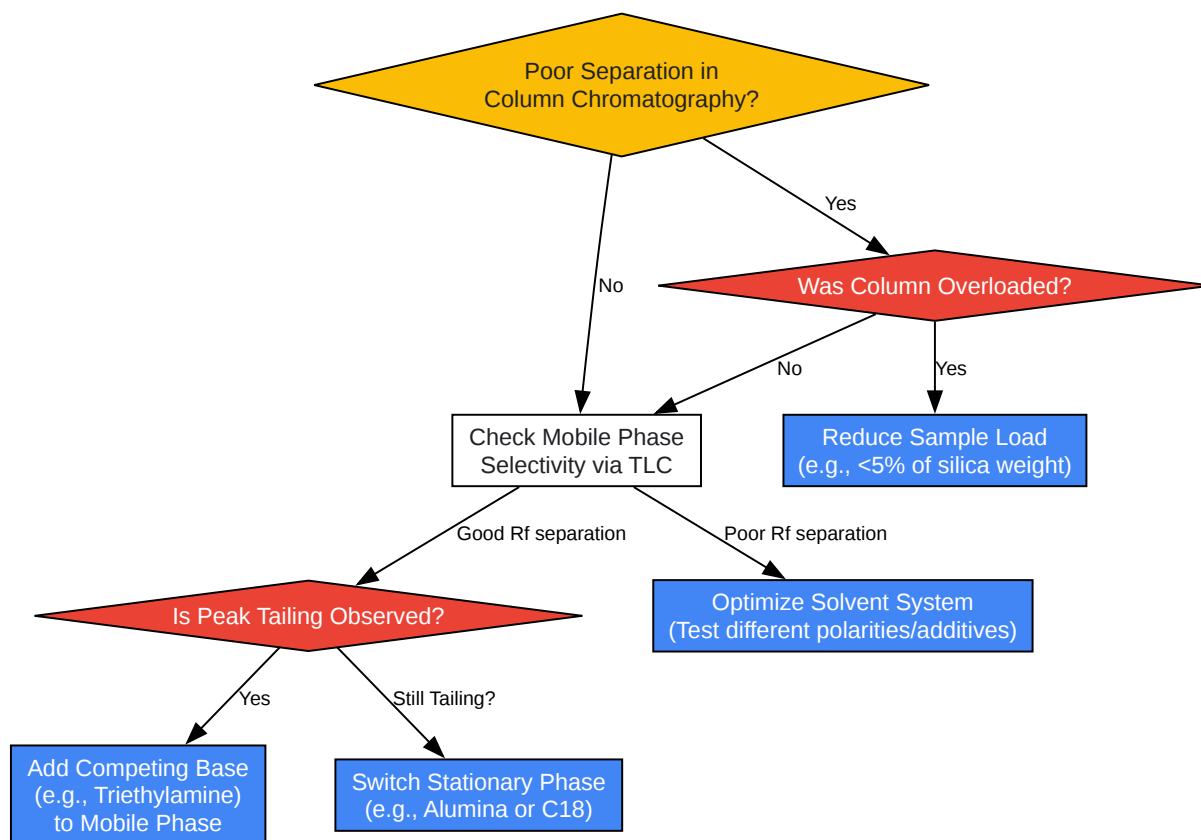 Poor Separation in
Column Chromatography?
Yes
No
Was Column Overloaded?
No
Yes
Check Mobile Phase
Selectivity via TLC
Reduce Sample Load
(e.g., <5% of silica weight)
Good Rf separation
Poor Rf separation
Is Peak Tailing Observed?
Optimize Solvent System
(Test different polarities/additives)
Yes
Still Tailing?
Add Competing Base
(e.g., Triethylamine)
to Mobile Phase
Switch Stationary Phase
(e.g., Alumina or C18)